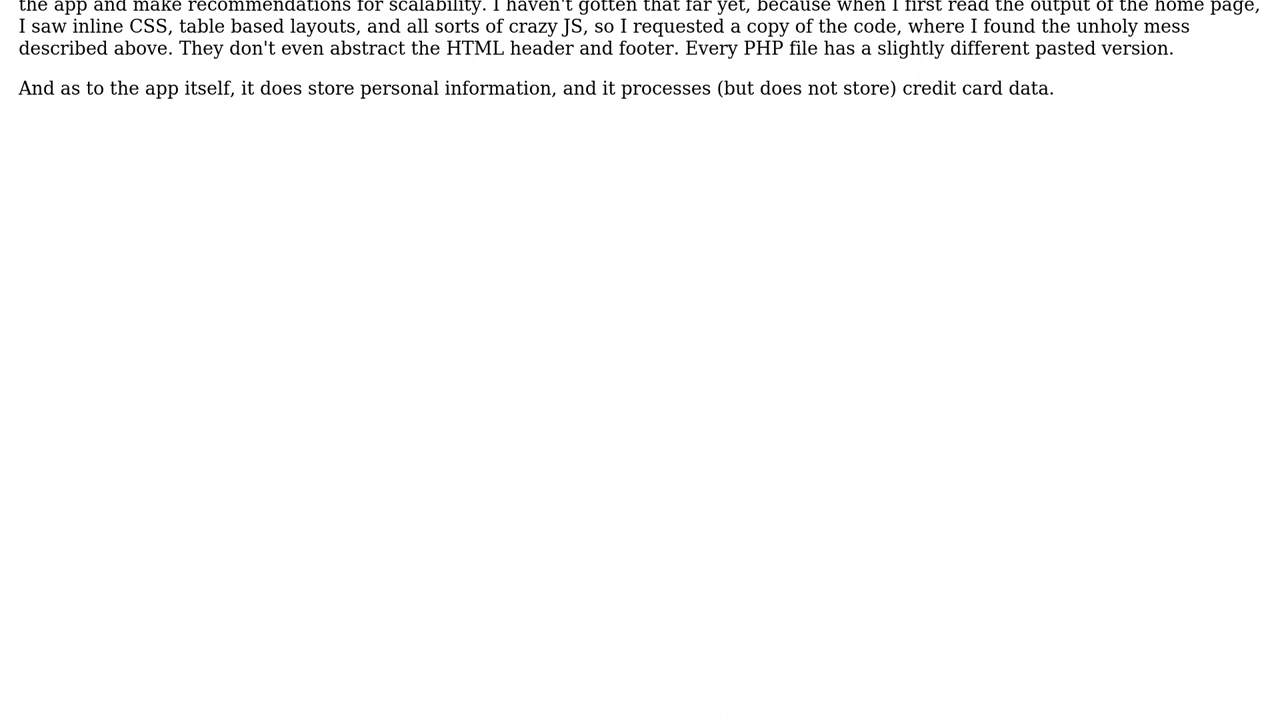 the app and make recommendations for scalability. I haven't gotten that far yet, because when I first read the output of the home page,
I saw inline CSS, table based layouts, and all sorts of crazy JS, so I requested a copy of the code, where I found the unholy mess
described above. They don't even abstract the HTML header and footer. Every PHP file has a slightly different pasted version.
And as to the app itself, it does store personal information, and it processes (but does not store) credit card data.